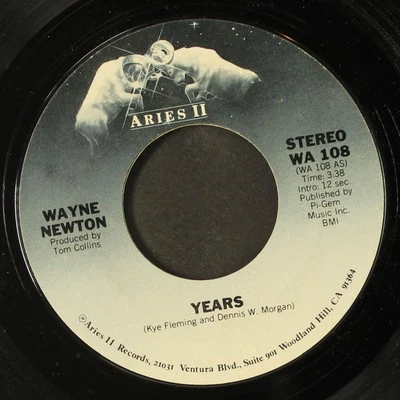 ARIES II
STEREO
WA 108
(WA 108 AS)
Time: 3:38
Intro: 12 sec.
Published by
Pi-Gem
Music Inc.
BMI
WAYNE
NEWTON
Produced by
Tom Collins
YEARS
(Kye Fleming and Dennis W. Morgan)
©Aries II Records, 21031 Ventura Blvd., Suite 901 Woodland Hill, CA 91364